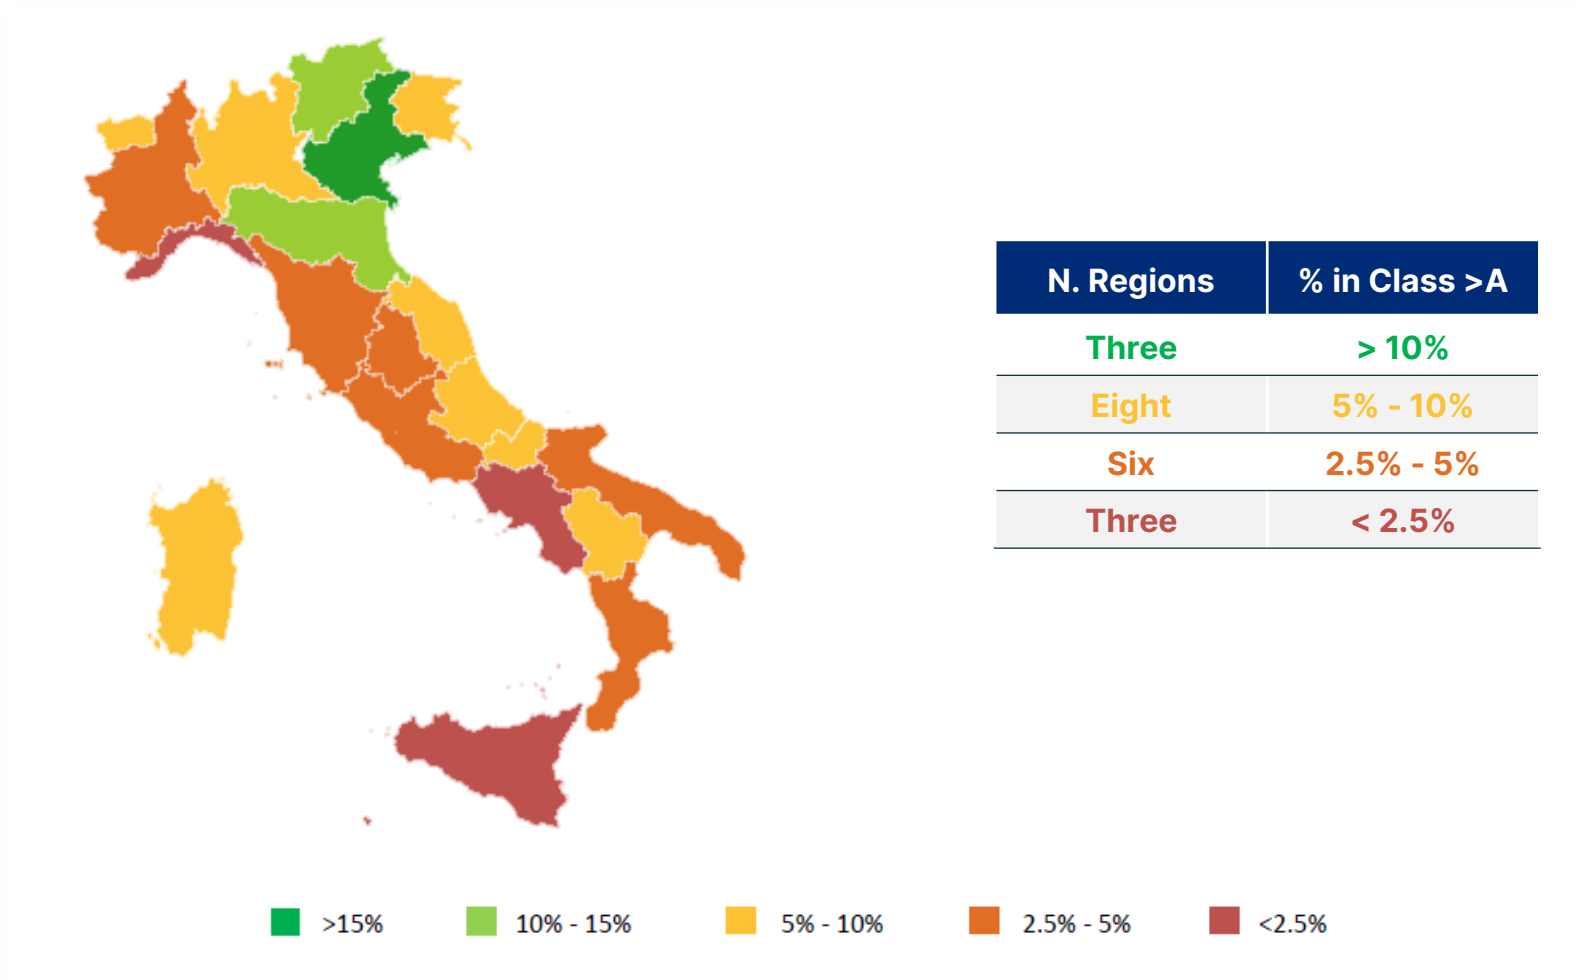 N. Regions % in Class >A
Three > 10%
Eight 5% - 10%
Six 2.5% - 5%
Three < 2.5%
>15% 10% - 15% 5% - 10% 2.5% - 5% <2.5%